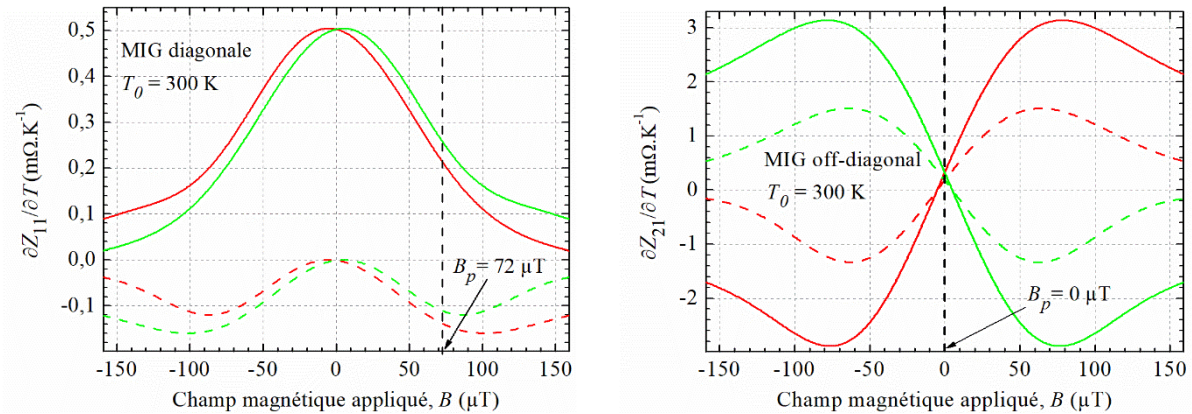 ∂Z11/∂T (mΩ.K-1)
0,5
0,4
0,3
0,2
0,1
0,0
-0,1
MIG diagonale
T0 = 300 K
Bp = 72 µT
-150 -100 -50 0 50 100 150
Champ magnétique appliqué, B (µT)
∂Z21/∂T (mΩ.K-1)
3
2
1
0
-1
-2
MIG off-diagonal
T0 = 300 K
Bp = 0 µT
-150 -100 -50 0 50 100 150
Champ magnétique appliqué, B (µT)